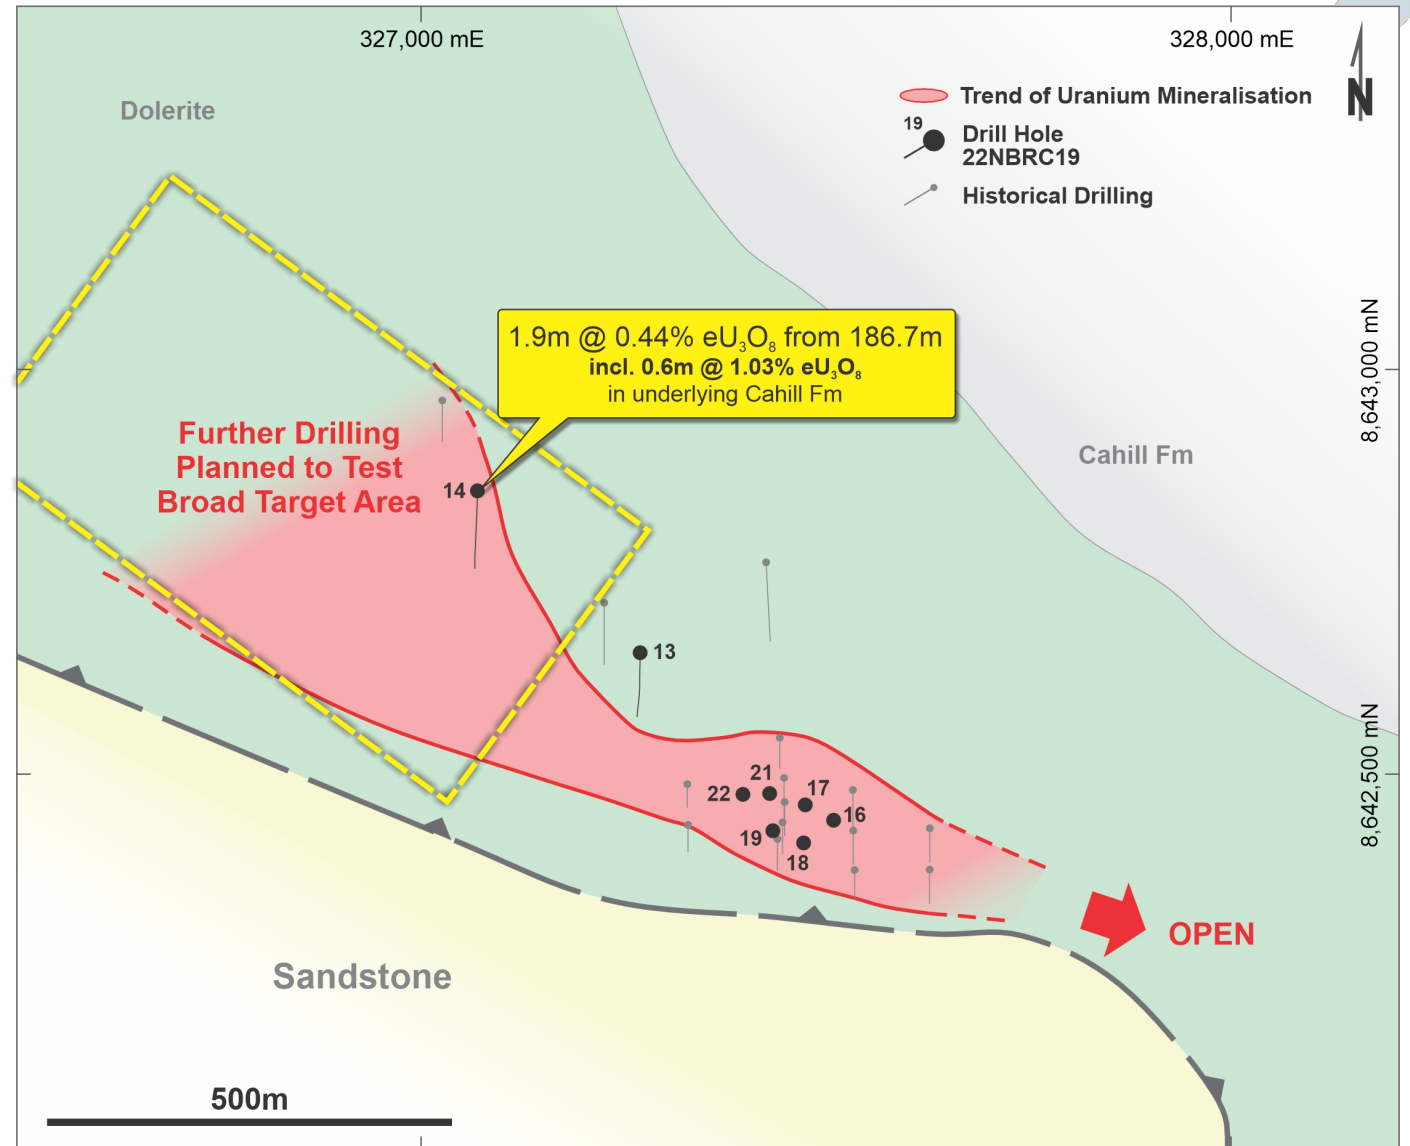 327,000 mE
328,000 mE
N
Dolerite
Trend of Uranium Mineralisation
19
Drill Hole
22NBRC19
Historical Drilling
1.9m @ 0.44% eU₃O₈ from 186.7m
incl. 0.6m @ 1.03% eU₃O₈
in underlying Cahill Fm
8,643,000 mN
Further Drilling
Planned to Test
Broad Target Area
Cahill Fm
14
13
8,642,500 mN
21
22
17
16
19
18
OPEN
Sandstone
500m